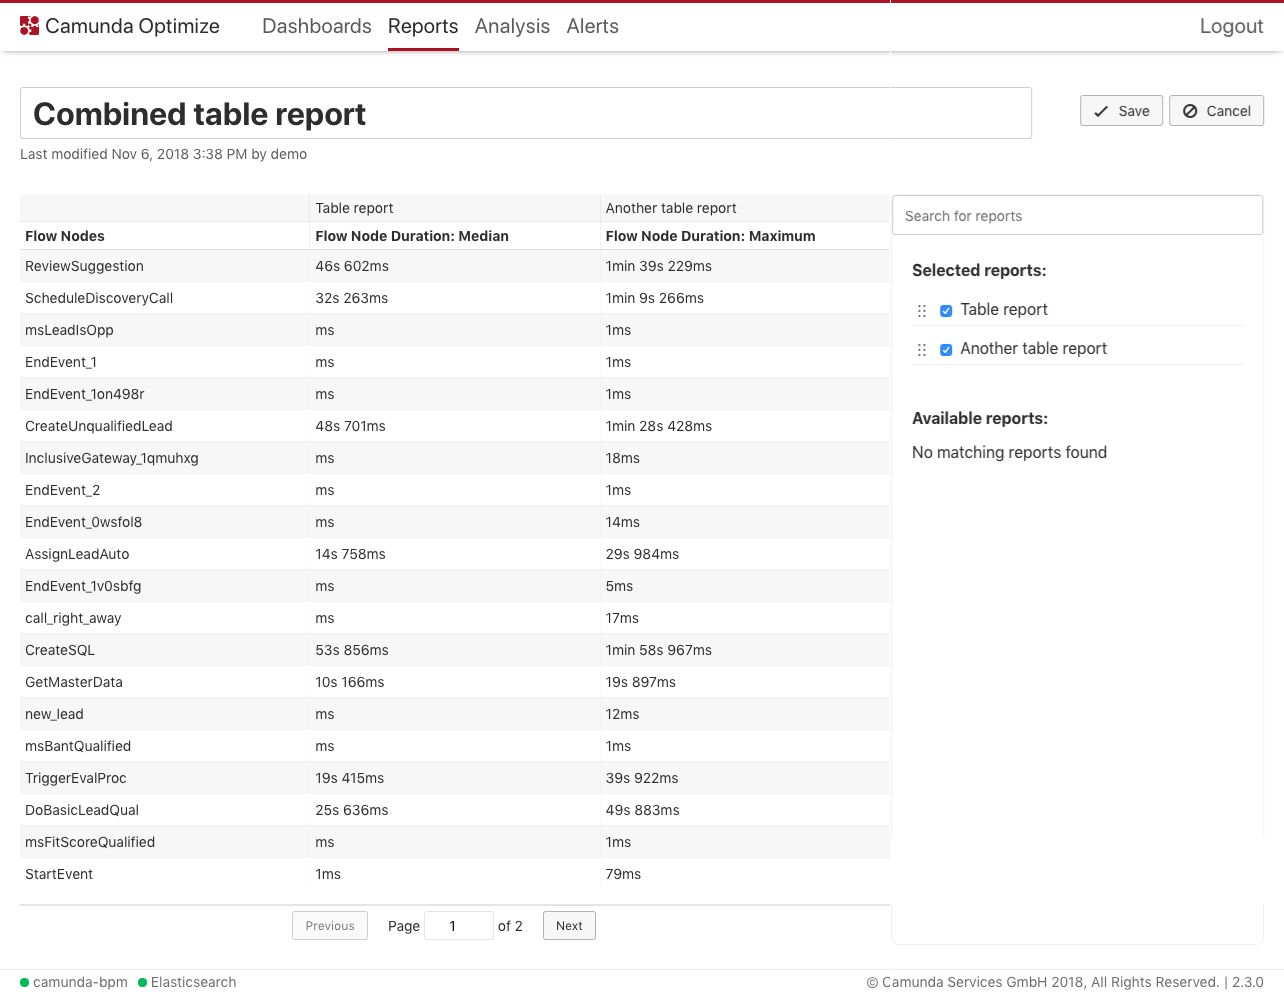 Camunda Optimize Dashboards Reports Analysis Alerts Logout
Combined table report Save Cancel
Last modified Nov 6, 2018 3:38 PM by demo
Table report Another table report
Flow Nodes Flow Node Duration: Median Flow Node Duration: Maximum
ReviewSuggestion 46s 602ms 1min 39s 229ms
ScheduleDiscoveryCall 32s 263ms 1min 9s 266ms
msLeadIsOpp ms 1ms
EndEvent_1 ms 1ms
EndEvent_1on498r ms 1ms
CreateUnqualifiedLead 48s 701ms 1min 28s 428ms
InclusiveGateway_1qmuhxg ms 18ms
EndEvent_2 ms 1ms
EndEvent_0wsfol8 ms 14ms
AssignLeadAuto 14s 758ms 29s 984ms
EndEvent_1v0sbfg ms 5ms
call_right_away ms 17ms
CreateSQL 53s 856ms 1min 58s 967ms
GetMasterData 10s 166ms 19s 897ms
new_lead ms 12ms
msBantQualified ms 1ms
TriggerEvalProc 19s 415ms 39s 922ms
DoBasicLeadQual 25s 636ms 49s 883ms
msFitScoreQualified ms 1ms
StartEvent 1ms 79ms
Previous Page 1 of 2 Next
Search for reports
Selected reports:
Table report
Another table report
Available reports:
No matching reports found
camunda-bpm Elasticsearch © Camunda Services GmbH 2018, All Rights Reserved. | 2.3.0